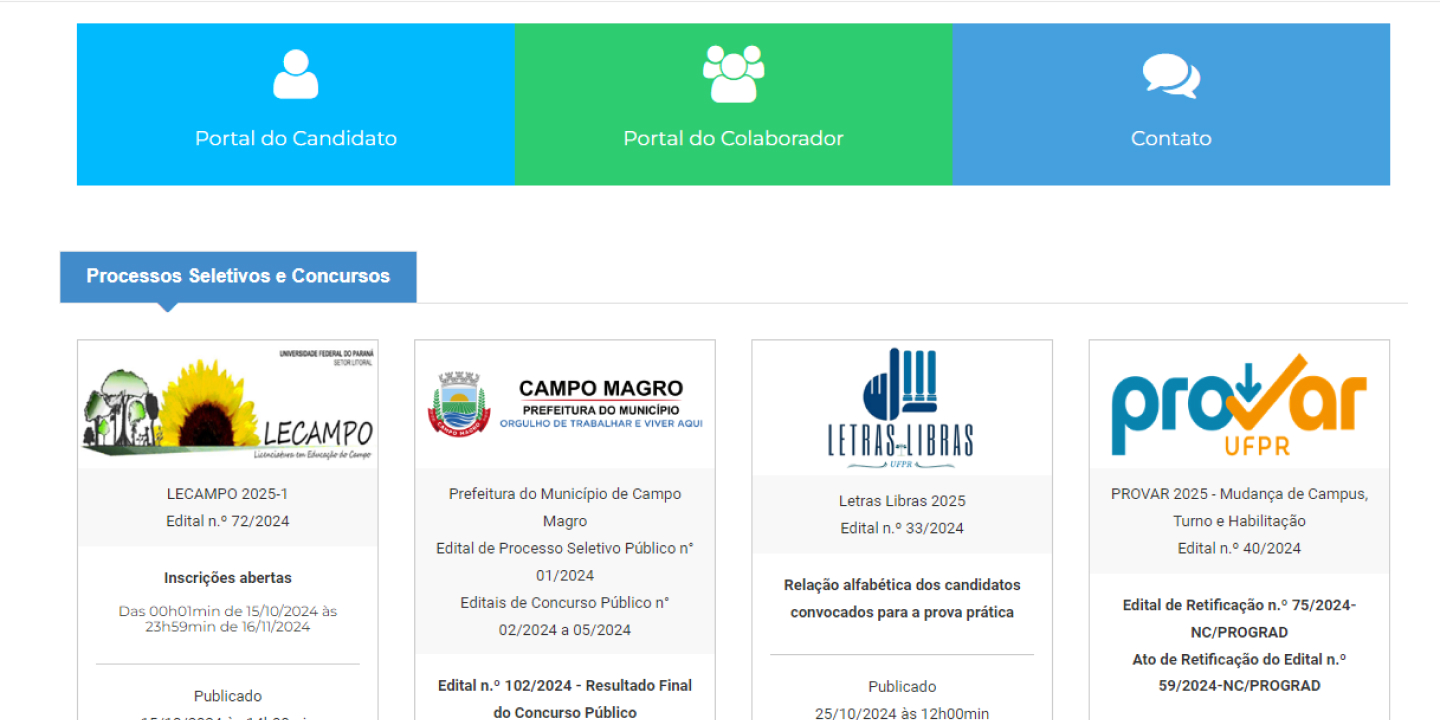 Portal do Candidato
Portal do Colaborador
Contato
Processos Seletivos e Concursos
UNIVERSIDADE FEDERAL DO PARANÁ
SETOR LITORAL
LECAMPO
Licenciatura em Educação do Campo
LECAMPO 2025-1
Edital n.º 72/2024
Inscrições abertas
Das 00h01min de 15/10/2024 às
23h59min de 16/11/2024
Publicado
CAMPO MAGRO
PREFEITURA DO MUNICÍPIO
ORGULHO DE TRABALHAR E VIVER AQUI
CAMPO MAGRO
Prefeitura do Município de Campo
Magro
Edital de Processo Seletivo Público n°
01/2024
Editais de Concurso Público n°
02/2024 a 05/2024
Edital n.º 102/2024 - Resultado Final
do Concurso Público
LETRAS LIBRAS
UFPR
Letras Libras 2025
Edital n.º 33/2024
Relação alfabética dos candidatos
convocados para a prova prática
Publicado
25/10/2024 às 12h00min
provar
UFPR
PROVAR 2025 - Mudança de Campus,
Turno e Habilitação
Edital n.º 40/2024
Edital de Retificação n.º 75/2024-
NC/PROGRAD
Ato de Retificação do Edital n.º
59/2024-NC/PROGRAD